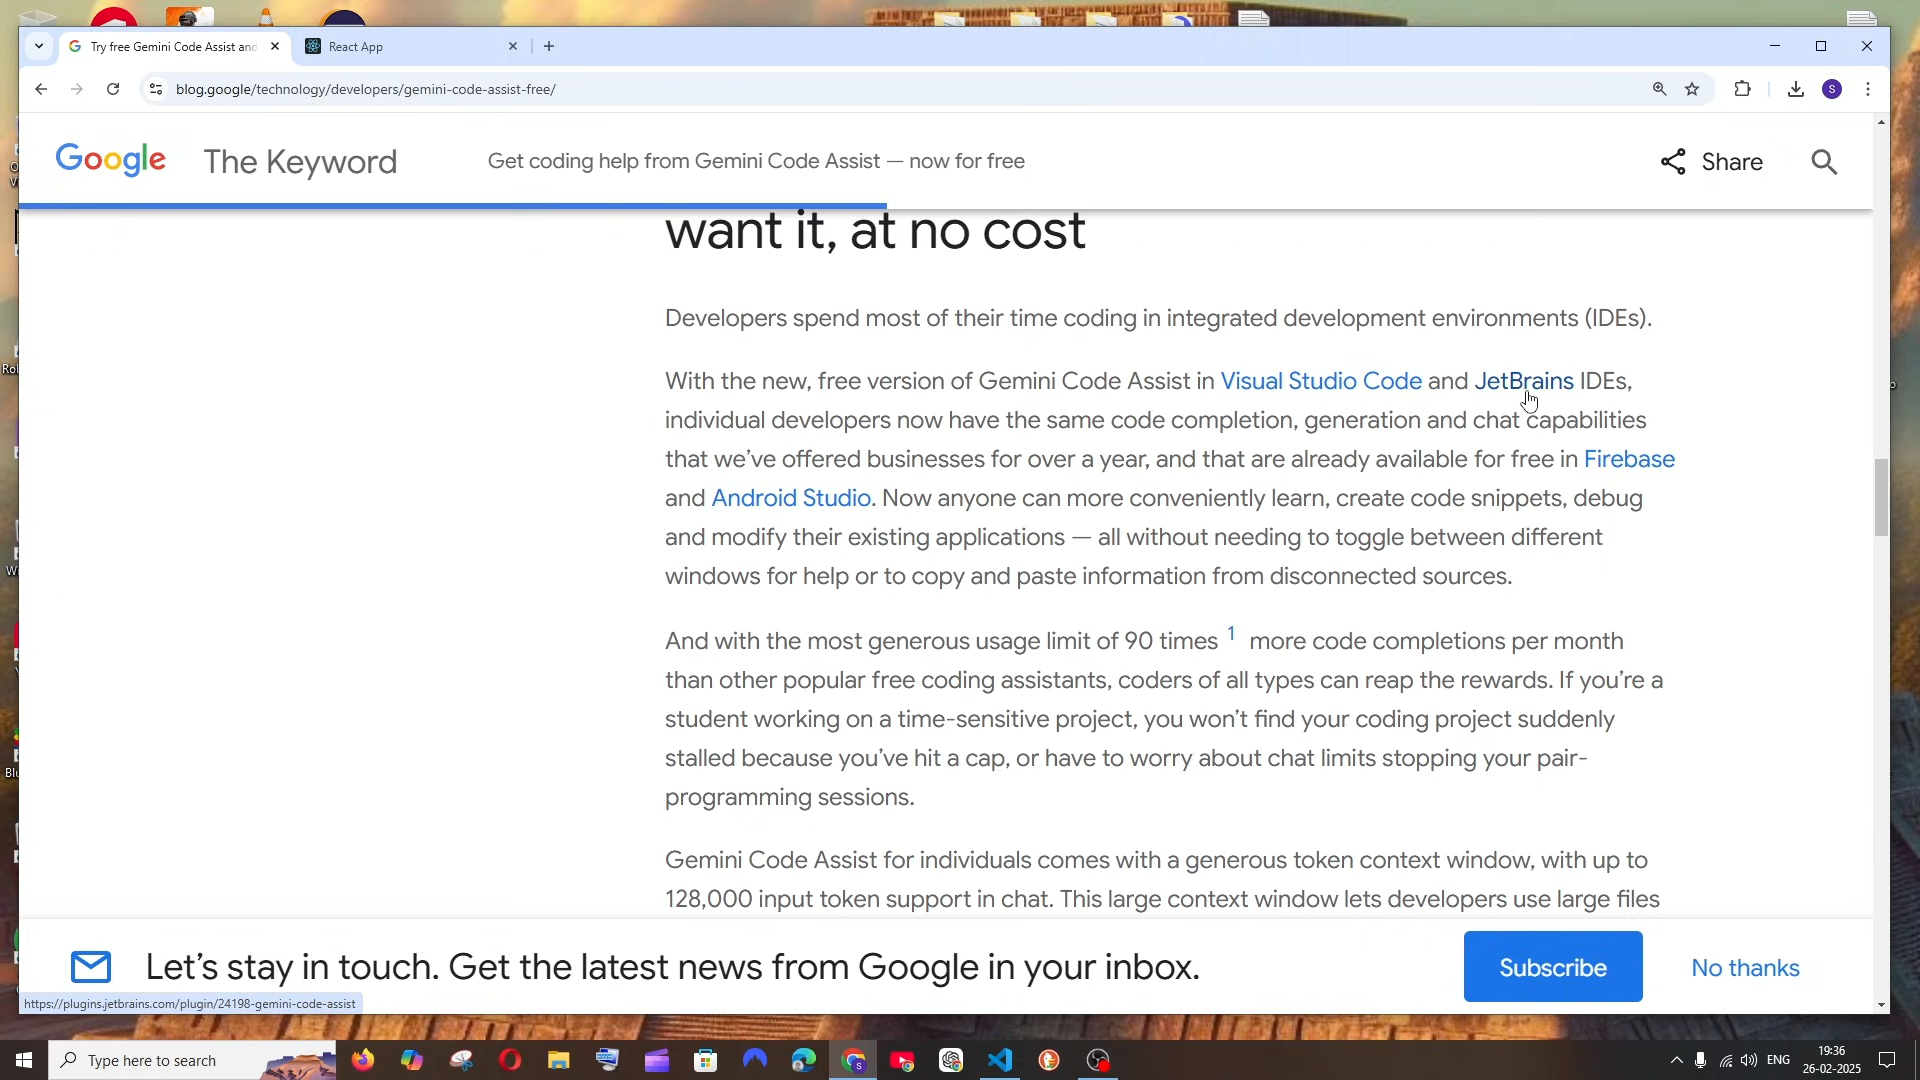 Try free Gemini Code Assist and
React App
blog.google/technology/developers/gemini-code-assist-free/
S
Google The Keyword
Get coding help from Gemini Code Assist — now for free
Share
want it, at no cost
Developers spend most of their time coding in integrated development environments (IDEs).
With the new, free version of Gemini Code Assist in Visual Studio Code and JetBrains IDEs,
individual developers now have the same code completion, generation and chat capabilities
that we've offered businesses for over a year, and that are already available for free in Firebase
and Android Studio. Now anyone can more conveniently learn, create code snippets, debug
and modify their existing applications — all without needing to toggle between different
windows for help or to copy and paste information from disconnected sources.
And with the most generous usage limit of 90 times 1 more code completions per month
than other popular free coding assistants, coders of all types can reap the rewards. If you're a
student working on a time-sensitive project, you won't find your coding project suddenly
stalled because you've hit a cap, or have to worry about chat limits stopping your pair-
programming sessions.
Gemini Code Assist for individuals comes with a generous token context window, with up to
128,000 input token support in chat. This large context window lets developers use large files
Let's stay in touch. Get the latest news from Google in your inbox.
Subscribe
No thanks
https://plugins.jetbrains.com/plugin/24198-gemini-code-assist
Type here to search
ENG
19:36
26-02-2025